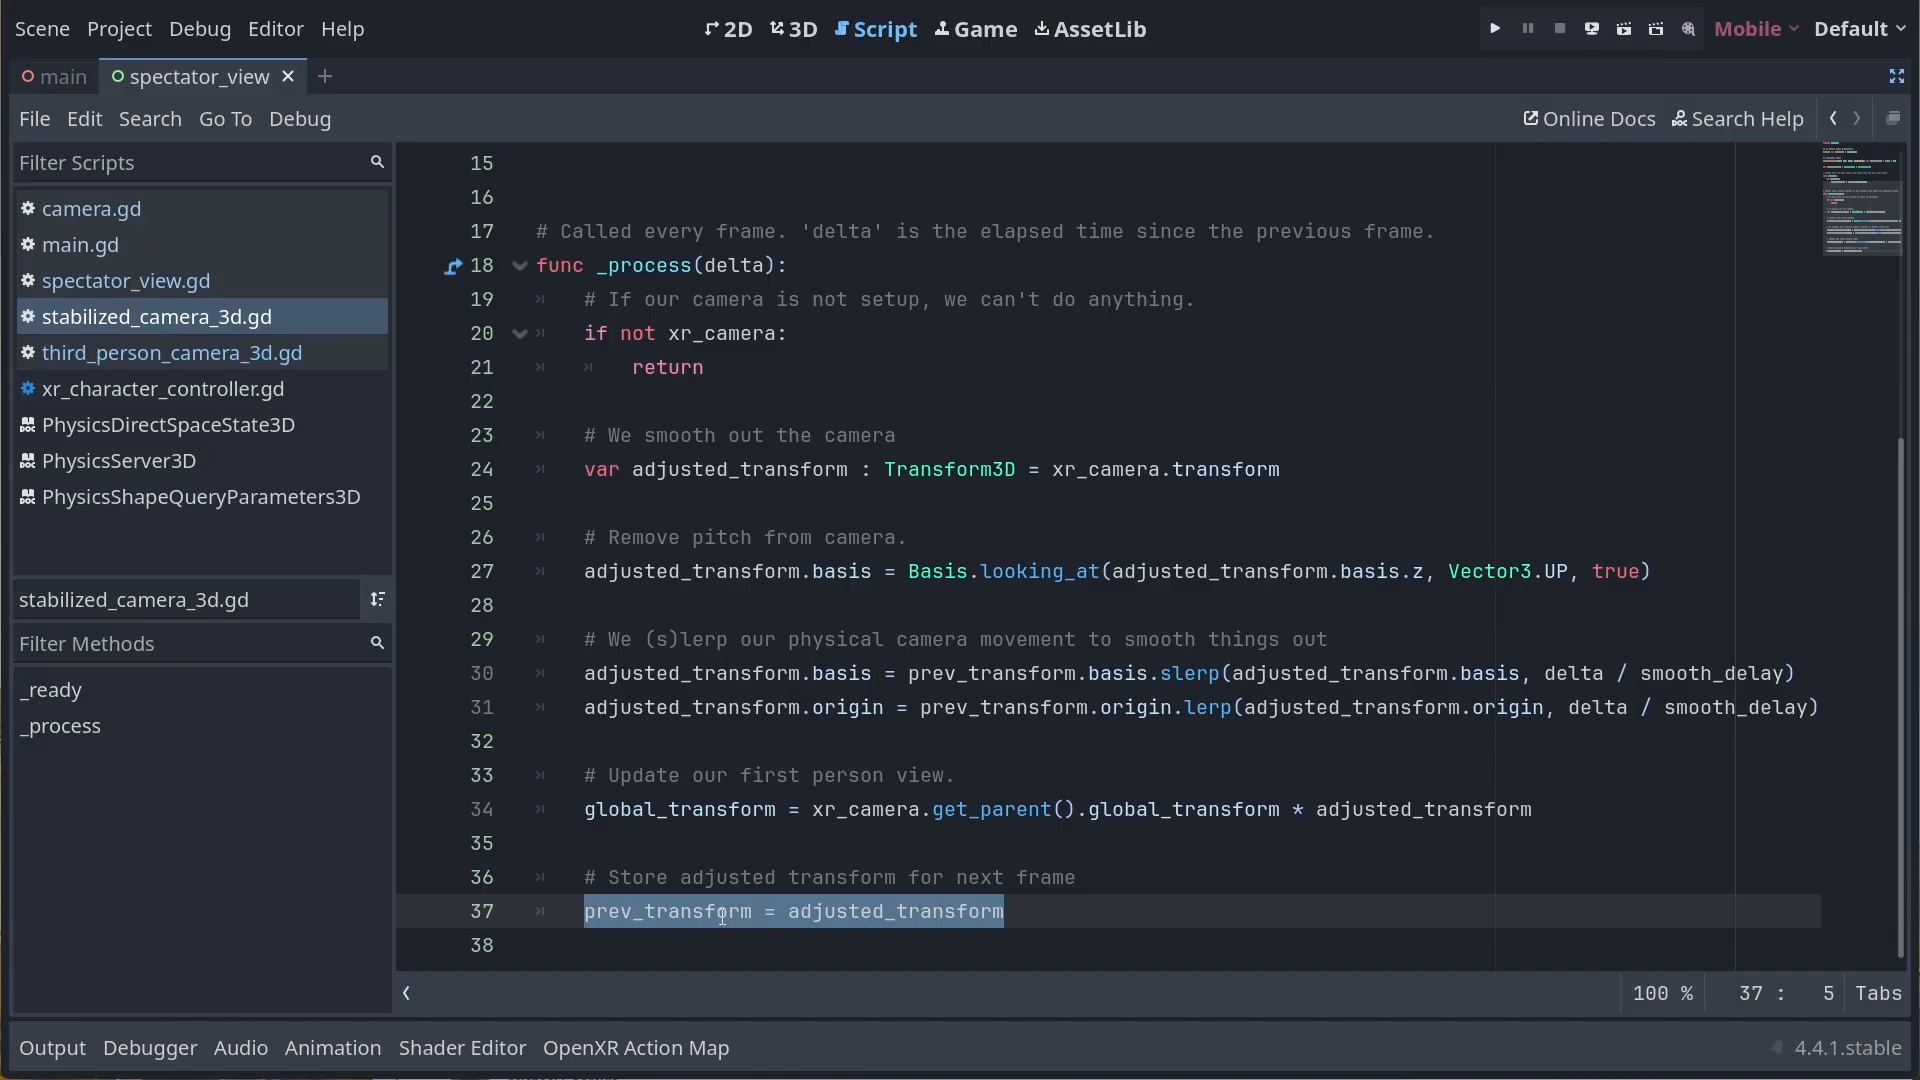 Scene Project Debug Editor Help
2D 3D Script Game AssetLib
Mobile Default
main spectator_view
File Edit Search Go To Debug
Online Docs Search Help
Filter Scripts
camera.gd
main.gd
spectator_view.gd
stabilized_camera_3d.gd
third_person_camera_3d.gd
xr_character_controller.gd
PhysicsDirectSpaceState3D
PhysicsServer3D
PhysicsShapeQueryParameters3D
stabilized_camera_3d.gd
Filter Methods
_ready
_process
15
16
17 # Called every frame. 'delta' is the elapsed time since the previous frame.
18 func _process(delta):
19 # If our camera is not setup, we can't do anything.
20 if not xr_camera:
21 return
22
23 # We smooth out the camera
24 var adjusted_transform : Transform3D = xr_camera.transform
25
26 # Remove pitch from camera.
27 adjusted_transform.basis = Basis.looking_at(adjusted_transform.basis.z, Vector3.UP, true)
28
29 # We (s)lerp our physical camera movement to smooth things out
30 adjusted_transform.basis = prev_transform.basis.slerp(adjusted_transform.basis, delta / smooth_delay)
31 adjusted_transform.origin = prev_transform.origin.lerp(adjusted_transform.origin, delta / smooth_delay)
32
33 # Update our first person view.
34 global_transform = xr_camera.get_parent().global_transform * adjusted_transform
35
36 # Store adjusted transform for next frame
37 prev_transform = adjusted_transform
38
100 % 37 : 5 Tabs
Output Debugger Audio Animation Shader Editor OpenXR Action Map
4.4.1.stable